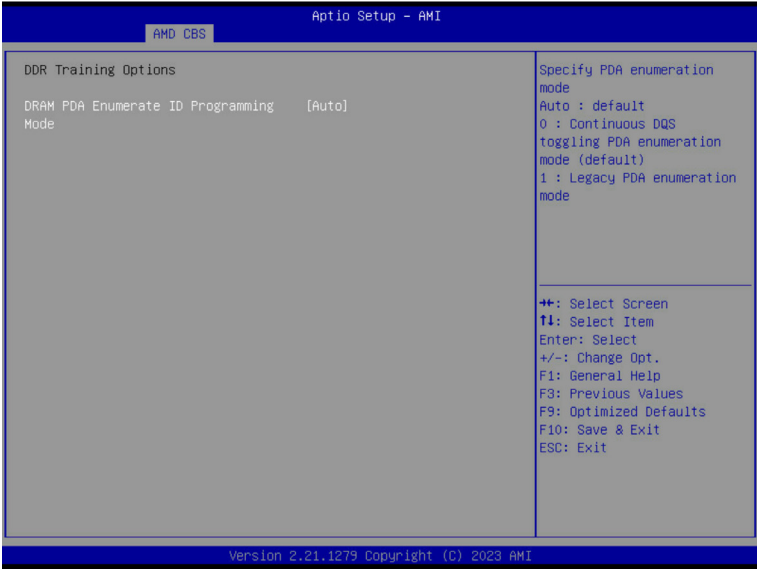 Aptio Setup – AMI
AMD CBS
DDR Training Options
DRAM PDA Enumerate ID Programming [Auto]
Mode
Specify PDA enumeration
mode
Auto : default
0 : Continuous DQS
toggling PDA enumeration
mode (default)
1 : Legacy PDA enumeration
mode
→←: Select Screen
↑↓: Select Item
Enter: Select
+/-: Change Opt.
F1: General Help
F3: Previous Values
F9: Optimized Defaults
F10: Save & Exit
ESC: Exit
Version 2.21.1279 Copyright (C) 2023 AMI